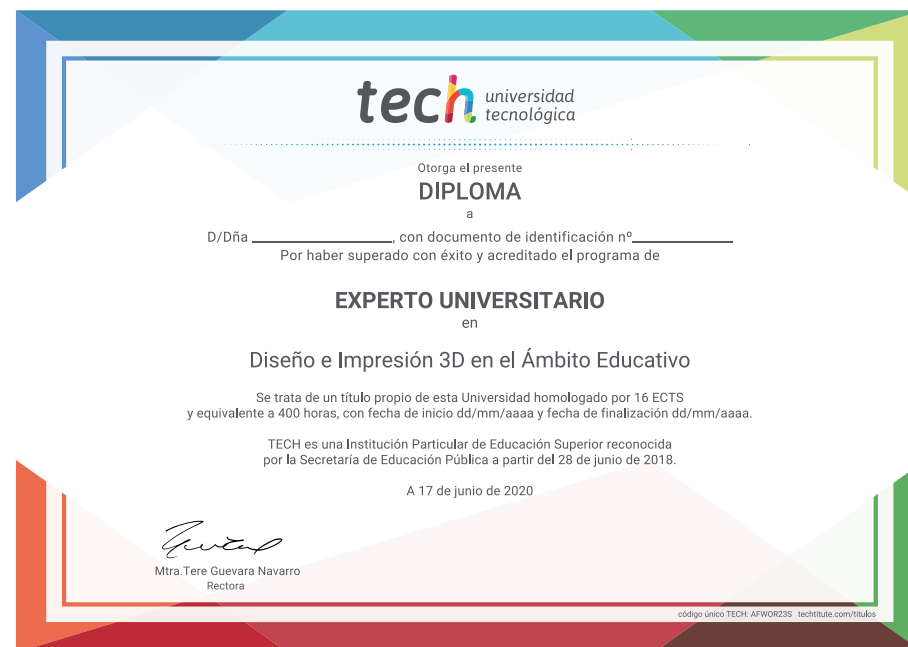 tech universidad
tecnológica
Otorga el presente
DIPLOMA
a
D/Dña ____________________, con documento de identificación nº______________
Por haber superado con éxito y acreditado el programa de
EXPERTO UNIVERSITARIO
en
Diseño e Impresión 3D en el Ámbito Educativo
Se trata de un título propio de esta Universidad homologado por 16 ECTS
y equivalente a 400 horas, con fecha de inicio dd/mm/aaaa y fecha de finalización dd/mm/aaaa.
TECH es una Institución Particular de Educación Superior reconocida
por la Secretaría de Educación Pública a partir del 28 de junio de 2018.
A 17 de junio de 2020
Mtra.Tere Guevara Navarro
Rectora
código único TECH: AFWOR23S techtitute.com/titulos